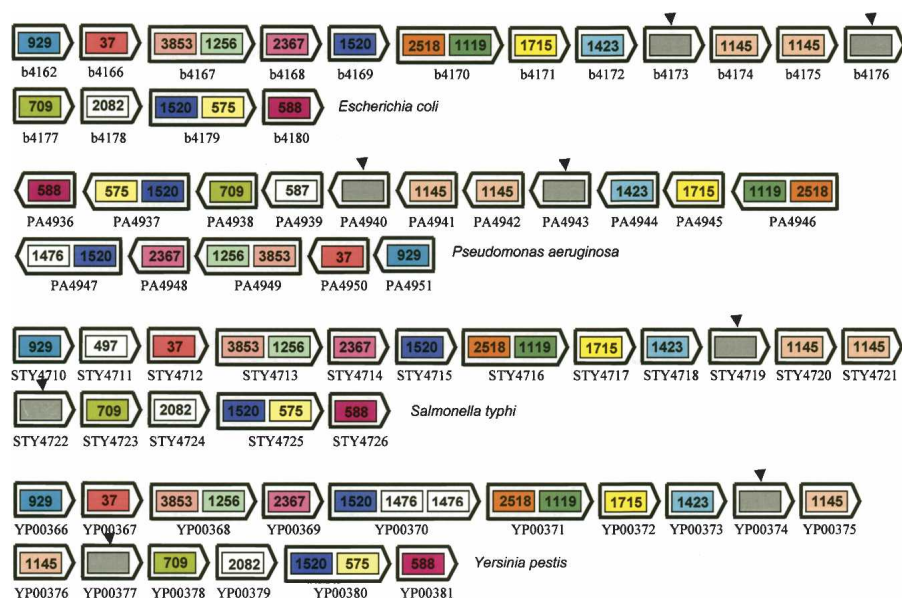 929 37 3853 1256 2367 1520 2518 1119 1715 1423 1145 1145
b4162 b4166 b4167 b4168 b4169 b4170 b4171 b4172 b4173 b4174 b4175 b4176
709 2082 1520 575 588 Escherichia coli
b4177 b4178 b4179 b4180
588 575 1520 709 587 1145 1145 1423 1715 1119 2518
PA4936 PA4937 PA4938 PA4939 PA4940 PA4941 PA4942 PA4943 PA4944 PA4945 PA4946
1476 1520 2367 1256 3853 37 929 Pseudomonas aeruginosa
PA4947 PA4948 PA4949 PA4950 PA4951
929 497 37 3853 1256 2367 1520 2518 1119 1715 1423 1145 1145
STY4710 STY4711 STY4712 STY4713 STY4714 STY4715 STY4716 STY4717 STY4718 STY4719 STY4720 STY4721
709 2082 1520 575 588 Salmonella typhi
STY4722 STY4723 STY4724 STY4725 STY4726
929 37 3853 1256 2367 1520 1476 1476 2518 1119 1715 1423 1145
YP00366 YP00367 YP00368 YP00369 YP00370 YP00371 YP00372 YP00373 YP00374 YP00375
1145 709 2082 1520 575 588 Yersinia pestis
YP00376 YP00377 YP00378 YP00379 YP00380 YP00381